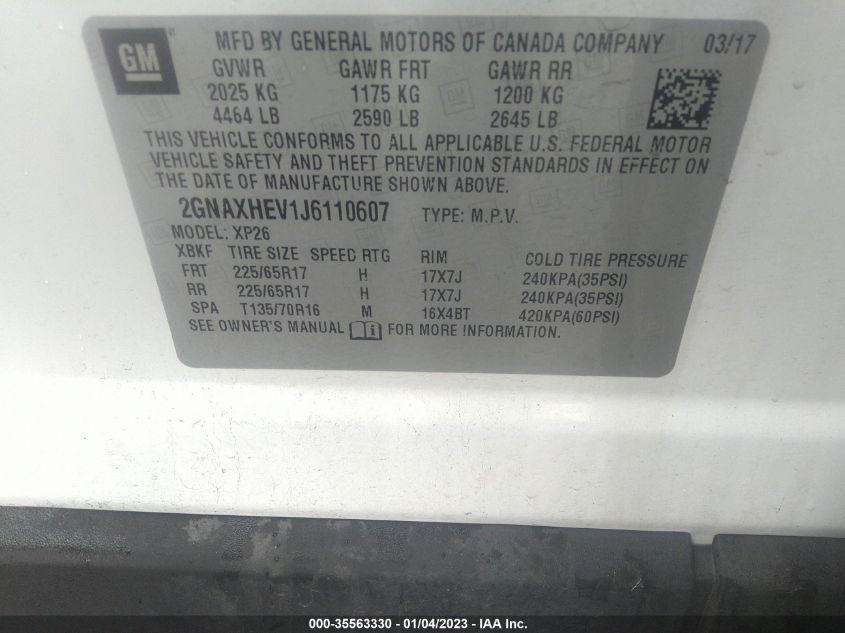 GM MFD BY GENERAL MOTORS OF CANADA COMPANY 03/17
GVWR GAWR FRT GAWR RR
2025 KG 1175 KG 1200 KG
4464 LB 2590 LB 2645 LB
THIS VEHICLE CONFORMS TO ALL APPLICABLE U.S. FEDERAL MOTOR
VEHICLE SAFETY AND THEFT PREVENTION STANDARDS IN EFFECT ON
THE DATE OF MANUFACTURE SHOWN ABOVE.
2GNAXHEV1J6110607 TYPE: M.P.V.
MODEL: XP26
XBKF TIRE SIZE SPEED RTG RIM COLD TIRE PRESSURE
FRT 225/65R17 H 17X7J 240KPA(35PSI)
RR 225/65R17 H 17X7J 240KPA(35PSI)
SPA T135/70R16 M 16X4BT 420KPA(60PSI)
SEE OWNER'S MANUAL FOR MORE INFORMATION.
000-35563330 - 01/04/2023 - IAA Inc.